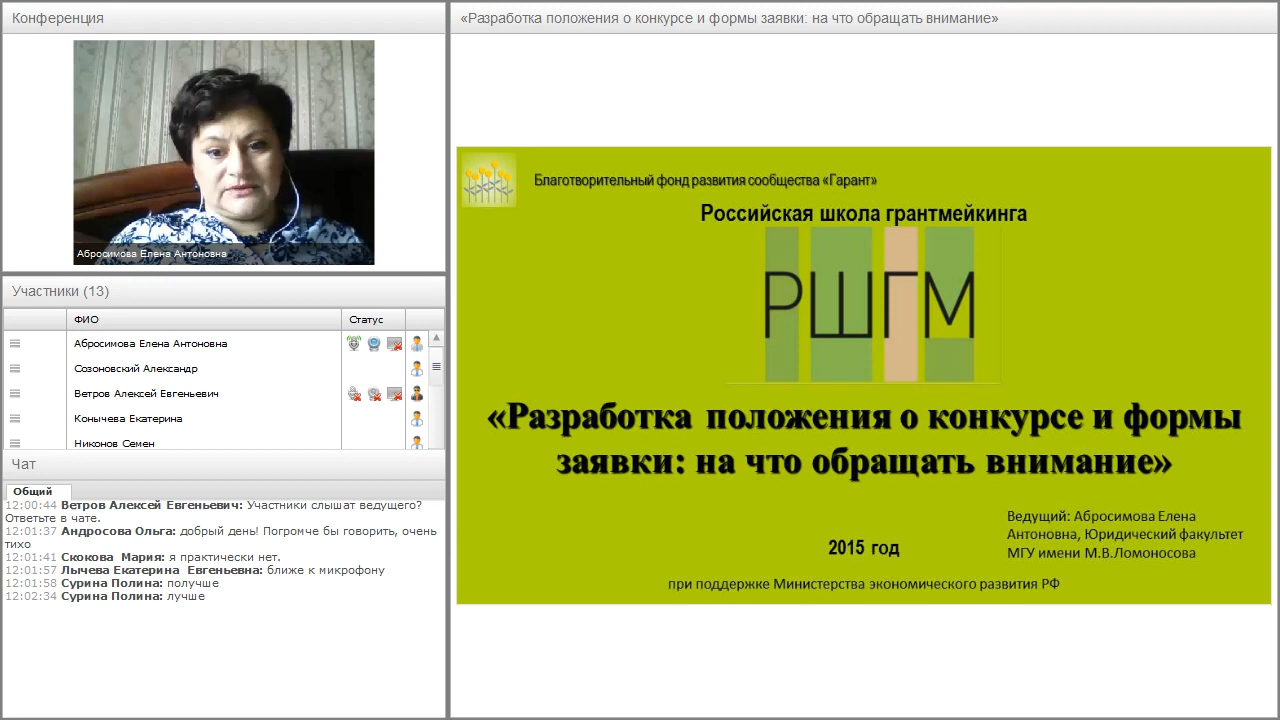 Конференция
Абросимова Елена Антоновна
Участники (13)
ФИО
Статус
Абросимова Елена Антоновна
Созоновский Александр
Ветров Алексей Евгеньевич
Конычева Екатерина
Никонов Семен
Чат
Общий
12:00:44 Ветров Алексей Евгеньевич: Участники слышат ведущего?
Ответьте в чате.
12:01:37 Андросова Ольга: добрый день! Погромче бы говорить, очень
тихо
12:01:41 Скокова Мария: я практически нет.
12:01:57 Лычева Екатерина Евгеньевна: ближе к микрофону
12:01:58 Сурина Полина: получше
12:02:34 Сурина Полина: лучше
«Разработка положения о конкурсе и формы заявки: на что обращать внимание»
Благотворительный фонд развития сообщества «Гарант»
Российская школа грантмейкинга
РШГМ
«Разработка положения о конкурсе и формы
заявки: на что обращать внимание»
Ведущий: Абросимова Елена
Антоновна, Юридический факультет
МГУ имени М.В.Ломоносова
2015 год
при поддержке Министерства экономического развития РФ